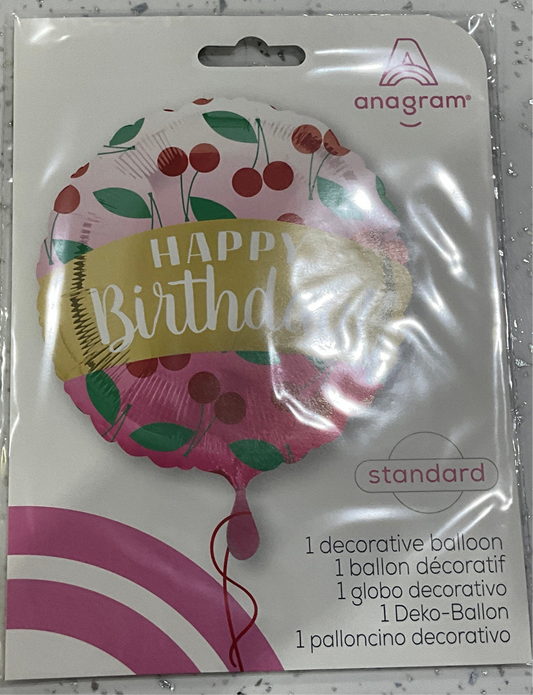 anagram®
HAPPY
Birthd
standard
1 decorative balloon
1 ballon décoratif
1 globo decorativo
1 Deko-Ballon
1 palloncino decorativo